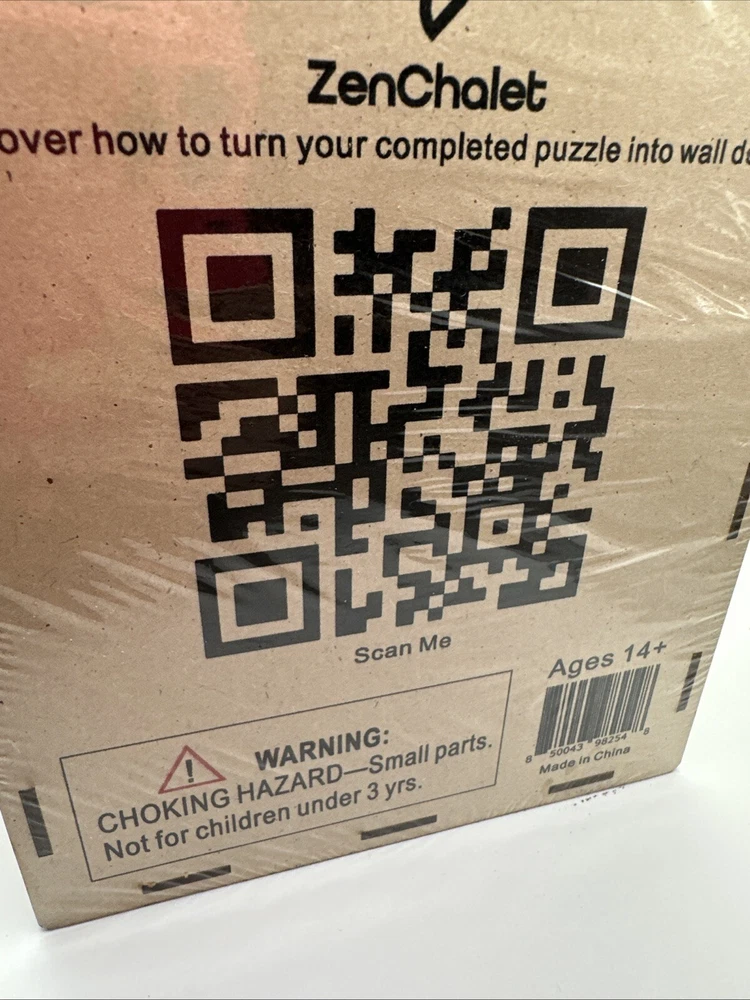 ZenChalet
over how to turn your completed puzzle into wall
Scan Me
Ages 14+
WARNING:
CHOKING HAZARD—Small parts.
Not for children under 3 yrs.
8 50043 98254 8
Made in China